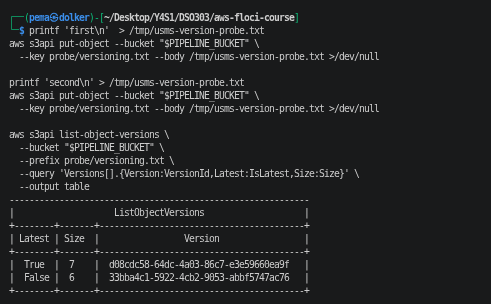 ┌──(pema㉿dolker)-[~/Desktop/Y4S1/DSO303/aws-floci-course]
└─$ printf 'first\n' > /tmp/usms-version-probe.txt
aws s3api put-object --bucket "$PIPELINE_BUCKET" \
  --key probe/versioning.txt --body /tmp/usms-version-probe.txt >/dev/null

printf 'second\n' > /tmp/usms-version-probe.txt
aws s3api put-object --bucket "$PIPELINE_BUCKET" \
  --key probe/versioning.txt --body /tmp/usms-version-probe.txt >/dev/null

aws s3api list-object-versions \
  --bucket "$PIPELINE_BUCKET" \
  --prefix probe/versioning.txt \
  --query 'Versions[].{Version:VersionId,Latest:IsLatest,Size:Size}' \
  --output table
-----------------------------------------------------------
|                   ListObjectVersions                    |
+--------+-------+----------------------------------------+
| Latest | Size  |                Version                 |
+--------+-------+----------------------------------------+
|  True  |  7    |  d08cdc58-64dc-4a03-86c7-e3e59660ea9f  |
|  False |  6    |  33bba4c1-5922-4cb2-9053-abbf5747ac76  |
+--------+-------+----------------------------------------+